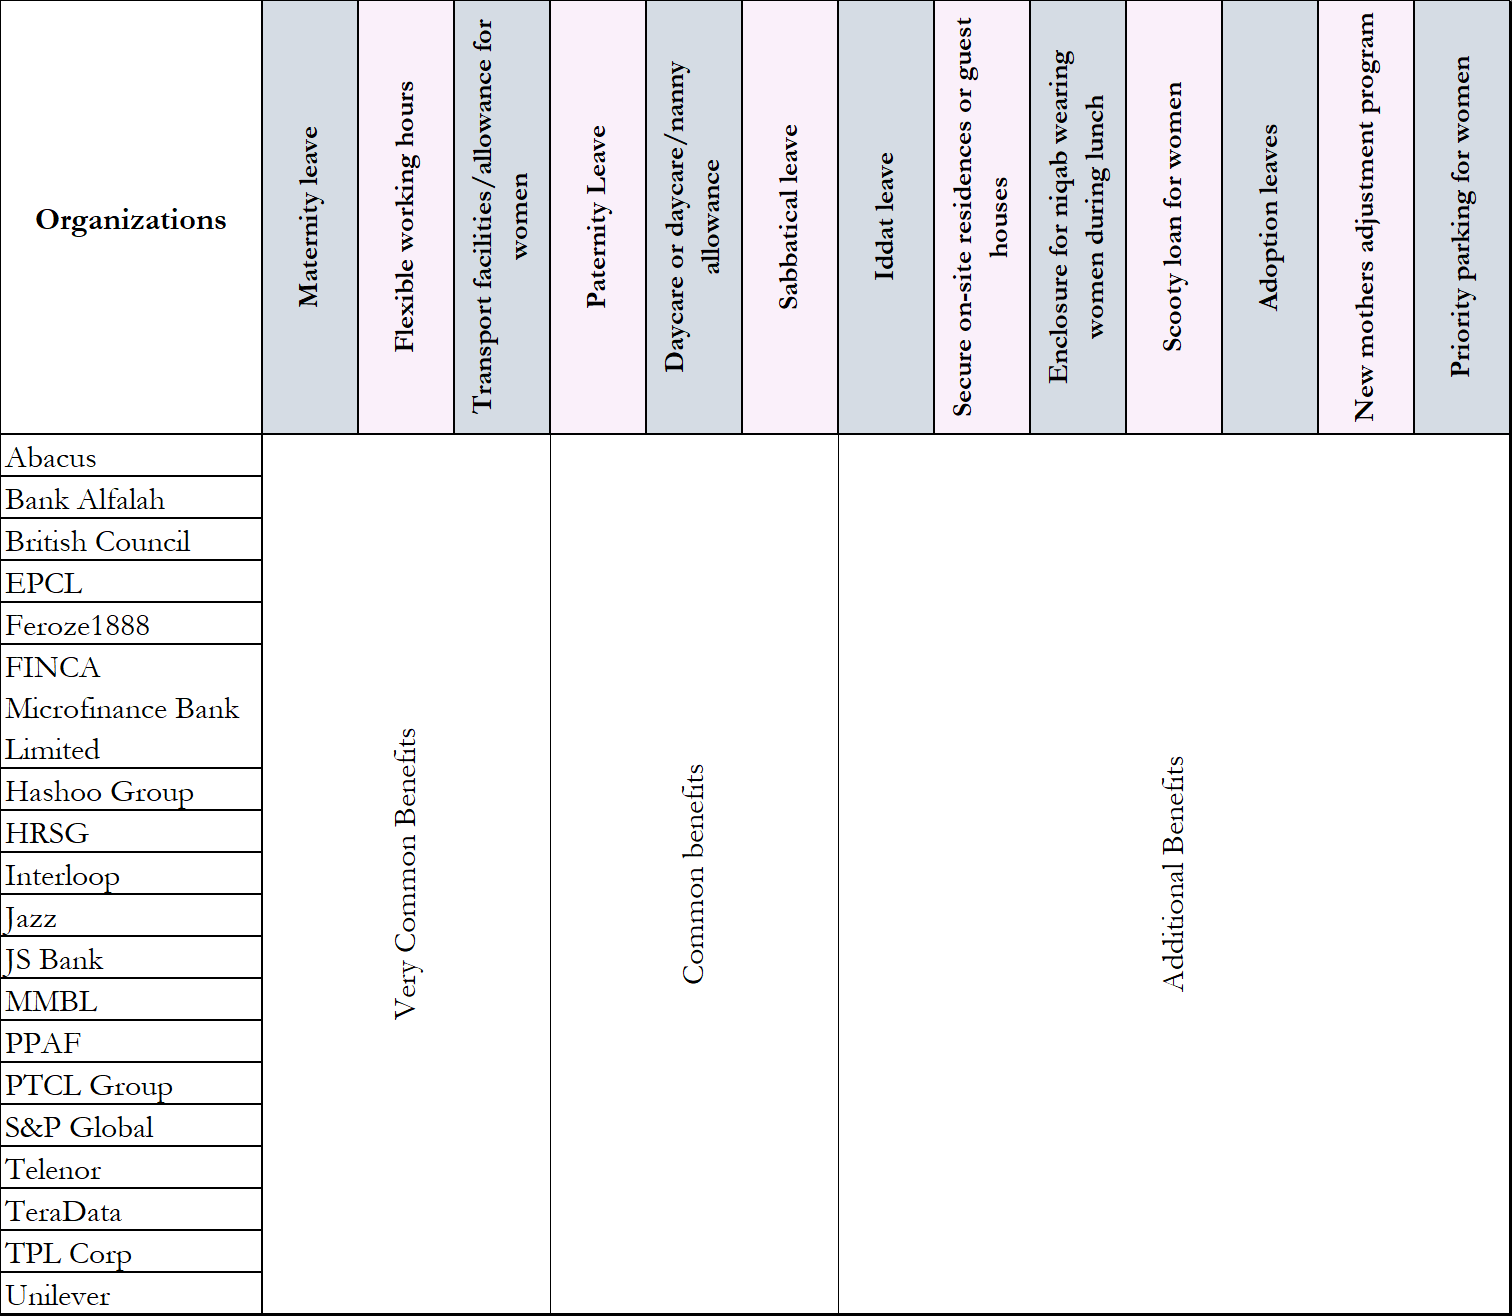 Organizations
Maternity leave
Flexible working hours
Transport facilities/allowance for
women
Paternity Leave
Daycare or daycare/nanny
allowance
Sabbatical leave
Iddat leave
Secure on-site residences or guest
houses
Enclosure for niqab wearing
women during lunch
Scooty loan for women
Adoption leaves
New mothers adjustment program
Priority parking for women
Abacus
Bank Alfalah
British Council
EPCL
Feroze1888
FINCA
Microfinance Bank
Limited
Hashoo Group
HRSG
Interloop
Jazz
JS Bank
MMBL
PPAF
PTCL Group
S&P Global
Telenor
TeraData
TPL Corp
Unilever
Very Common Benefits
Common benefits
Additional Benefits